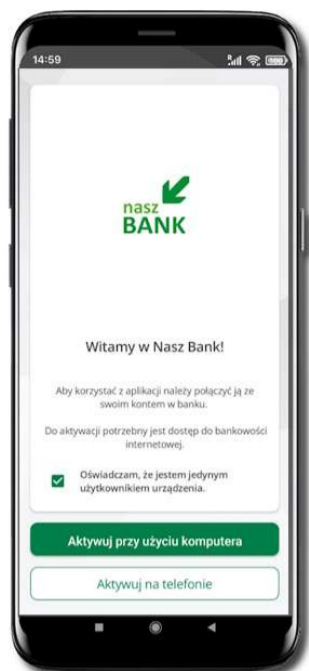 14:59
nasz
BANK
Witamy w Nasz Bank!
Aby korzystać z aplikacji należy połączyć ją ze
swoim kontem w banku.
Do aktywacji potrzebny jest dostęp do bankowości
internetowej.
Oświadczam, że jestem jedynym
użytkownikiem urządzenia.
Aktywuj przy użyciu komputera
Aktywuj na telefonie